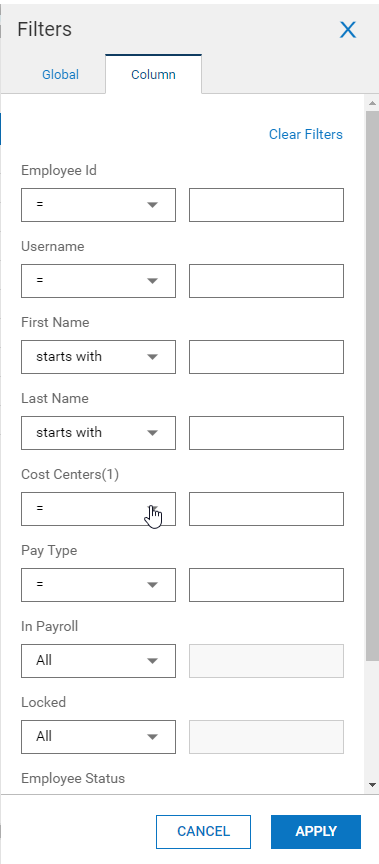 Filters
Global Column
Clear Filters
Employee Id
=
Username
=
First Name
starts with
Last Name
starts with
Cost Centers(1)
=
Pay Type
=
In Payroll
All
Locked
All
Employee Status
CANCEL APPLY